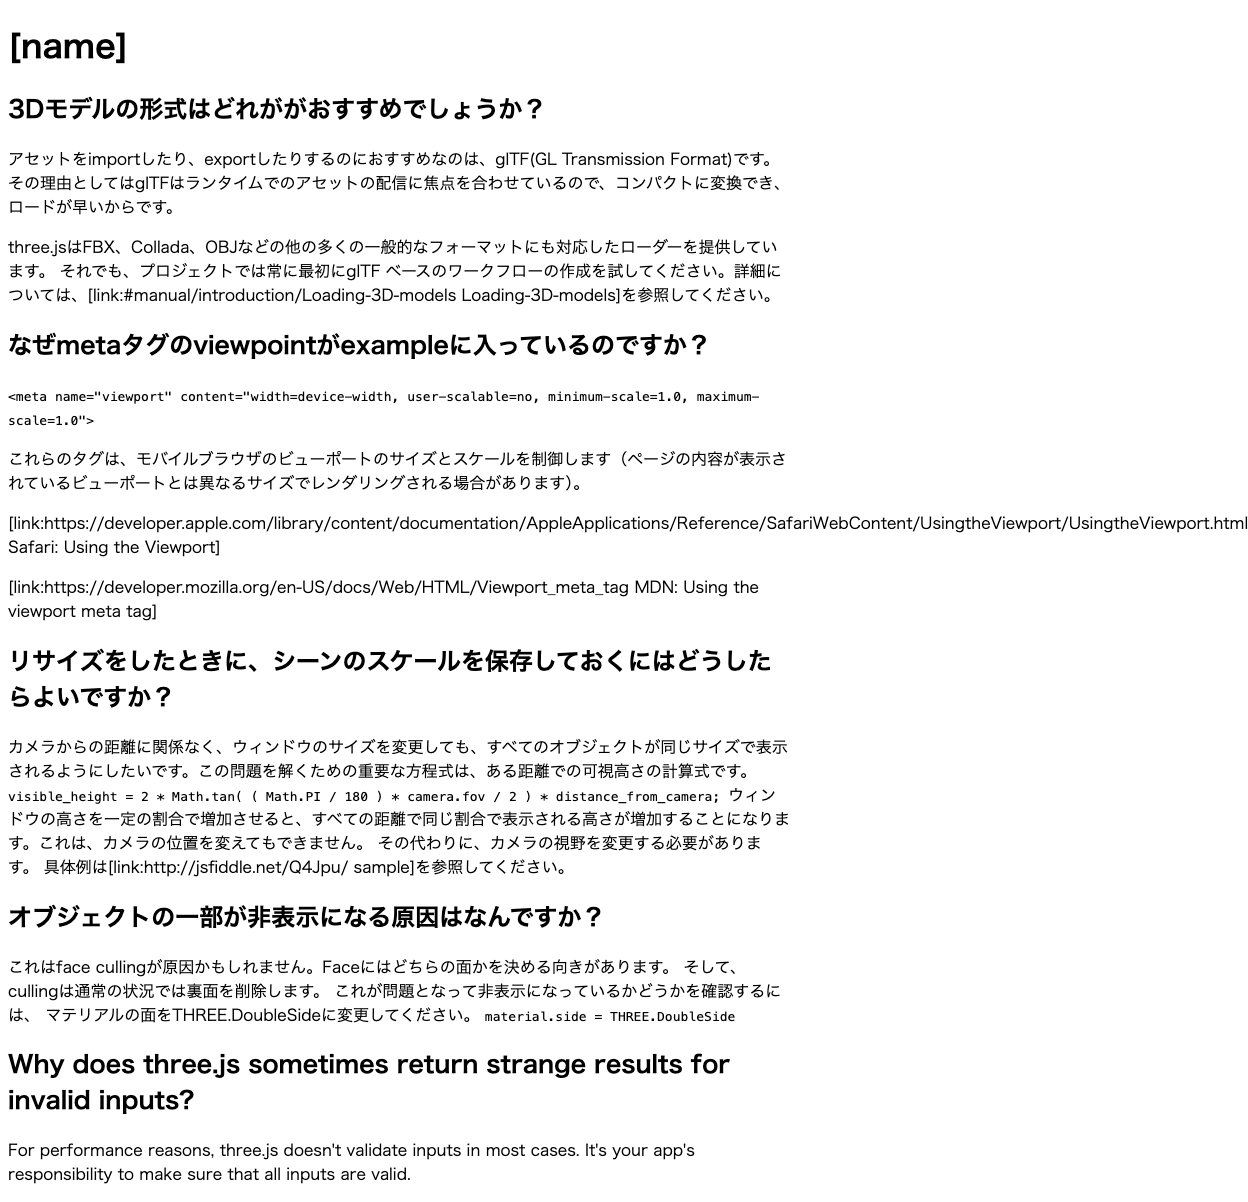 [name]
3Dモデルの形式はどれががおすすめでしょうか？
アセットをimportしたり、exportしたりするのにおすすめなのは、glTF(GL Transmission Format)です。
その理由としてはglTFはランタイムでのアセットの配信に焦点を合わせているので、コンパクトに変換でき、
ロードが早いからです。
three.jsはFBX、Collada、OBJなどの他の多くの一般的なフォーマットにも対応したローダーを提供してい
ます。 それでも、プロジェクトでは常に最初にglTF ベースのワークフローの作成を試してください。詳細に
ついては、[link:#manual/introduction/Loading-3D-models Loading-3D-models]を参照してください。
なぜmetaタグのviewpointがexampleに入っているのですか？
<meta name="viewport" content="width=device-width, user-scalable=no, minimum-scale=1.0, maximum-
scale=1.0">
これらのタグは、モバイルブラウザのビューポートのサイズとスケールを制御します（ページの内容が表示さ
れているビューポートとは異なるサイズでレンダリングされる場合があります）。
[link:https://developer.apple.com/library/content/documentation/AppleApplications/Reference/SafariWebContent/UsingtheViewport/UsingtheViewport.html
Safari: Using the Viewport]
[link:https://developer.mozilla.org/en-US/docs/Web/HTML/Viewport_meta_tag MDN: Using the
viewport meta tag]
リサイズをしたときに、シーンのスケールを保存しておくにはどうした
らよいですか？
カメラからの距離に関係なく、ウィンドウのサイズを変更しても、すべてのオブジェクトが同じサイズで表示
されるようにしたいです。この問題を解くための重要な方程式は、ある距離での可視高さの計算式です。
visible_height = 2 * Math.tan( ( Math.PI / 180 ) * camera.fov / 2 ) * distance_from_camera; ウィン
ドウの高さを一定の割合で増加させると、すべての距離で同じ割合で表示される高さが増加することになりま
す。これは、カメラの位置を変えてもできません。 その代わりに、カメラの視野を変更する必要がありま
す。 具体例は[link:http://jsfiddle.net/Q4Jpu/ sample]を参照してください。
オブジェクトの一部が非表示になる原因はなんですか？
これはface cullingが原因かもしれません。Faceにはどちらの面かを決める向きがあります。 そして、
cullingは通常の状況では裏面を削除します。 これが問題となって非表示になっているかどうかを確認するに
は、 マテリアルの面をTHREE.DoubleSideに変更してください。 material.side = THREE.DoubleSide
Why does three.js sometimes return strange results for
invalid inputs?
For performance reasons, three.js doesn't validate inputs in most cases. It's your app's
responsibility to make sure that all inputs are valid.